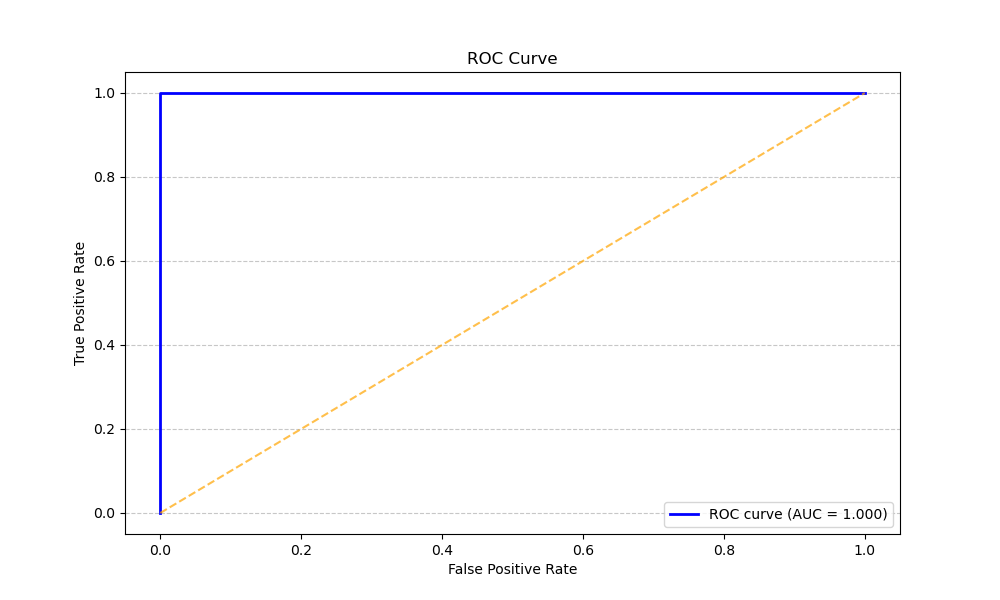 ROC Curve
True Positive Rate
1.0
0.8
0.6
0.4
0.2
0.0
ROC curve (AUC = 1.000)
0.0 0.2 0.4 0.6 0.8 1.0
False Positive Rate